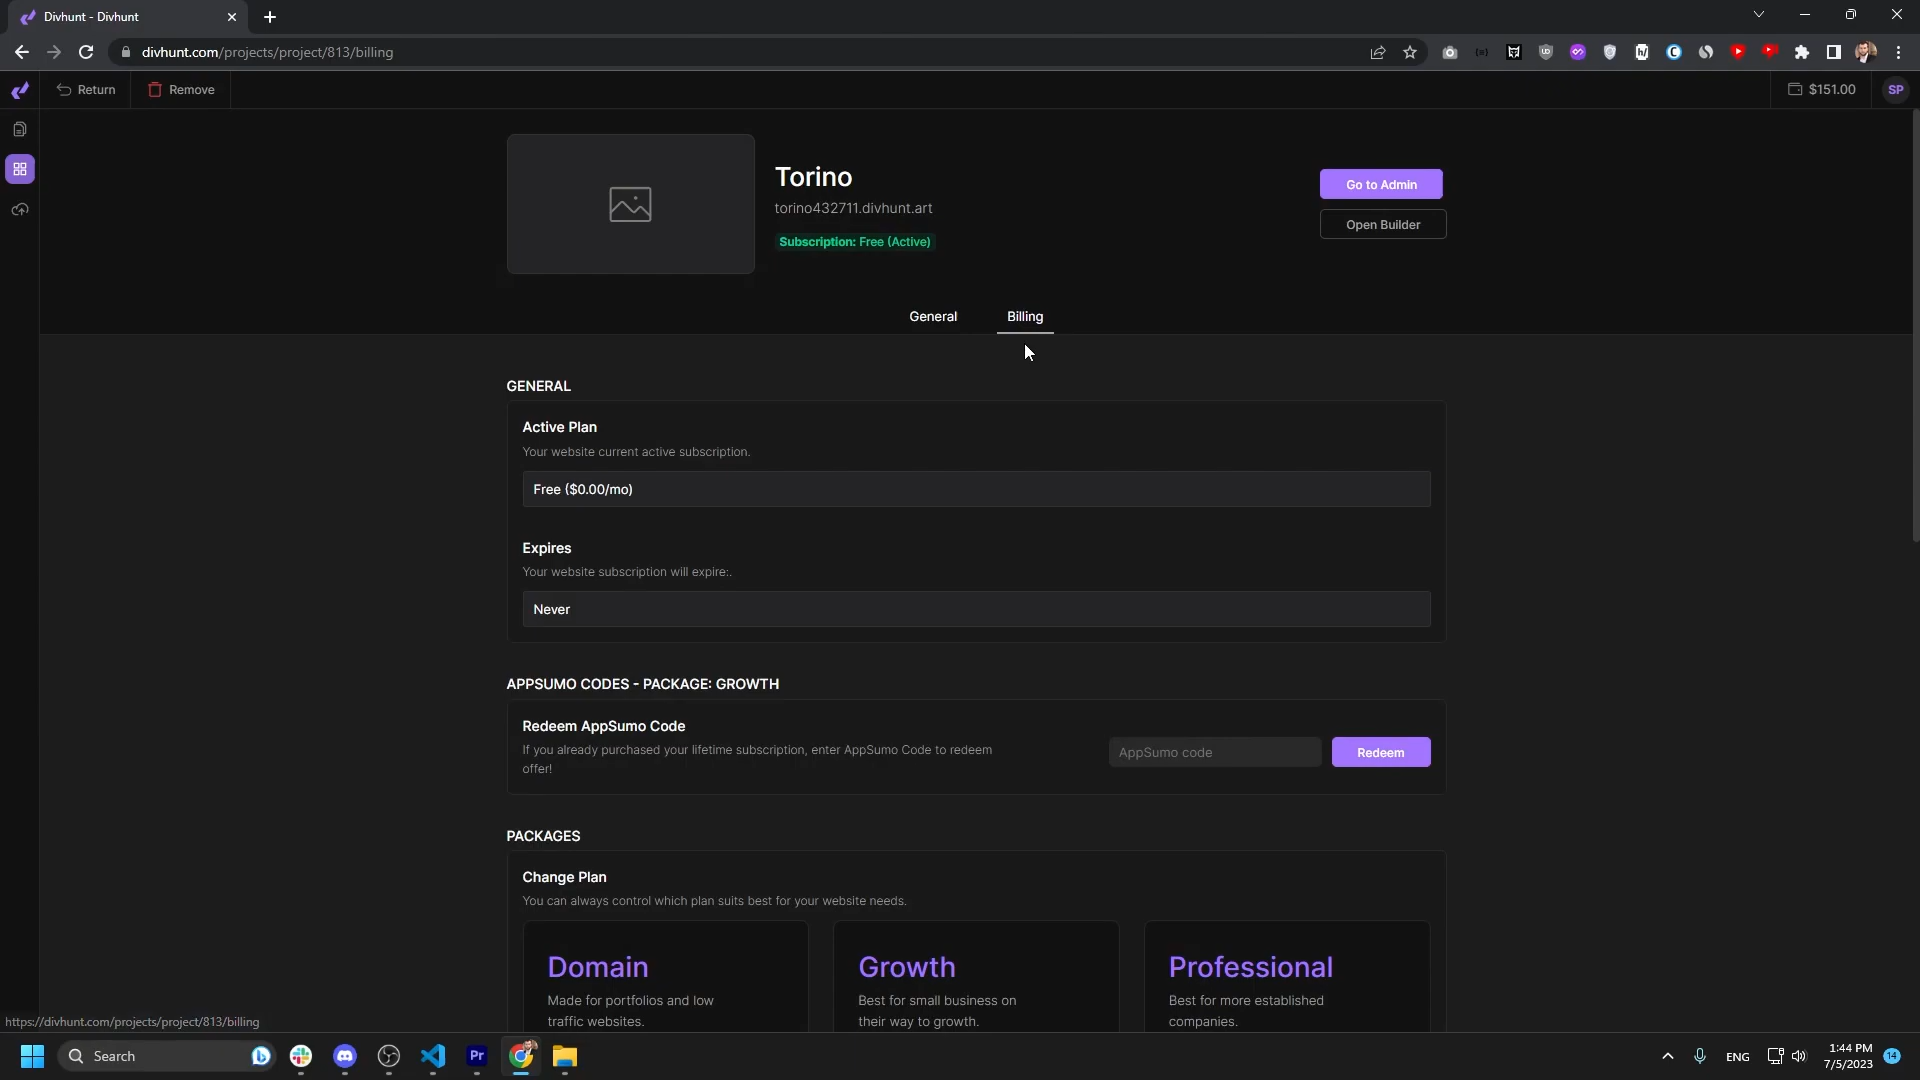 Divhunt - Divhunt
divhunt.com/projects/project/813/billing
Return
Remove
$151.00
SP
Torino
torino432711.divhunt.art
Subscription: Free (Active)
Go to Admin
Open Builder
General
Billing
GENERAL
Active Plan
Your website current active subscription.
Free ($0.00/mo)
Expires
Your website subscription will expire:.
Never
APPSUMO CODES - PACKAGE: GROWTH
Redeem AppSumo Code
If you already purchased your lifetime subscription, enter AppSumo Code to redeem
offer!
AppSumo code
Redeem
PACKAGES
Change Plan
You can always control which plan suits best for your website needs.
Domain
Made for portfolios and low
traffic websites.
Growth
Best for small business on
their way to growth.
Professional
Best for more established
companies.
https://divhunt.com/projects/project/813/billing
Search
Pr
ENG
1:44 PM
7/5/2023
14